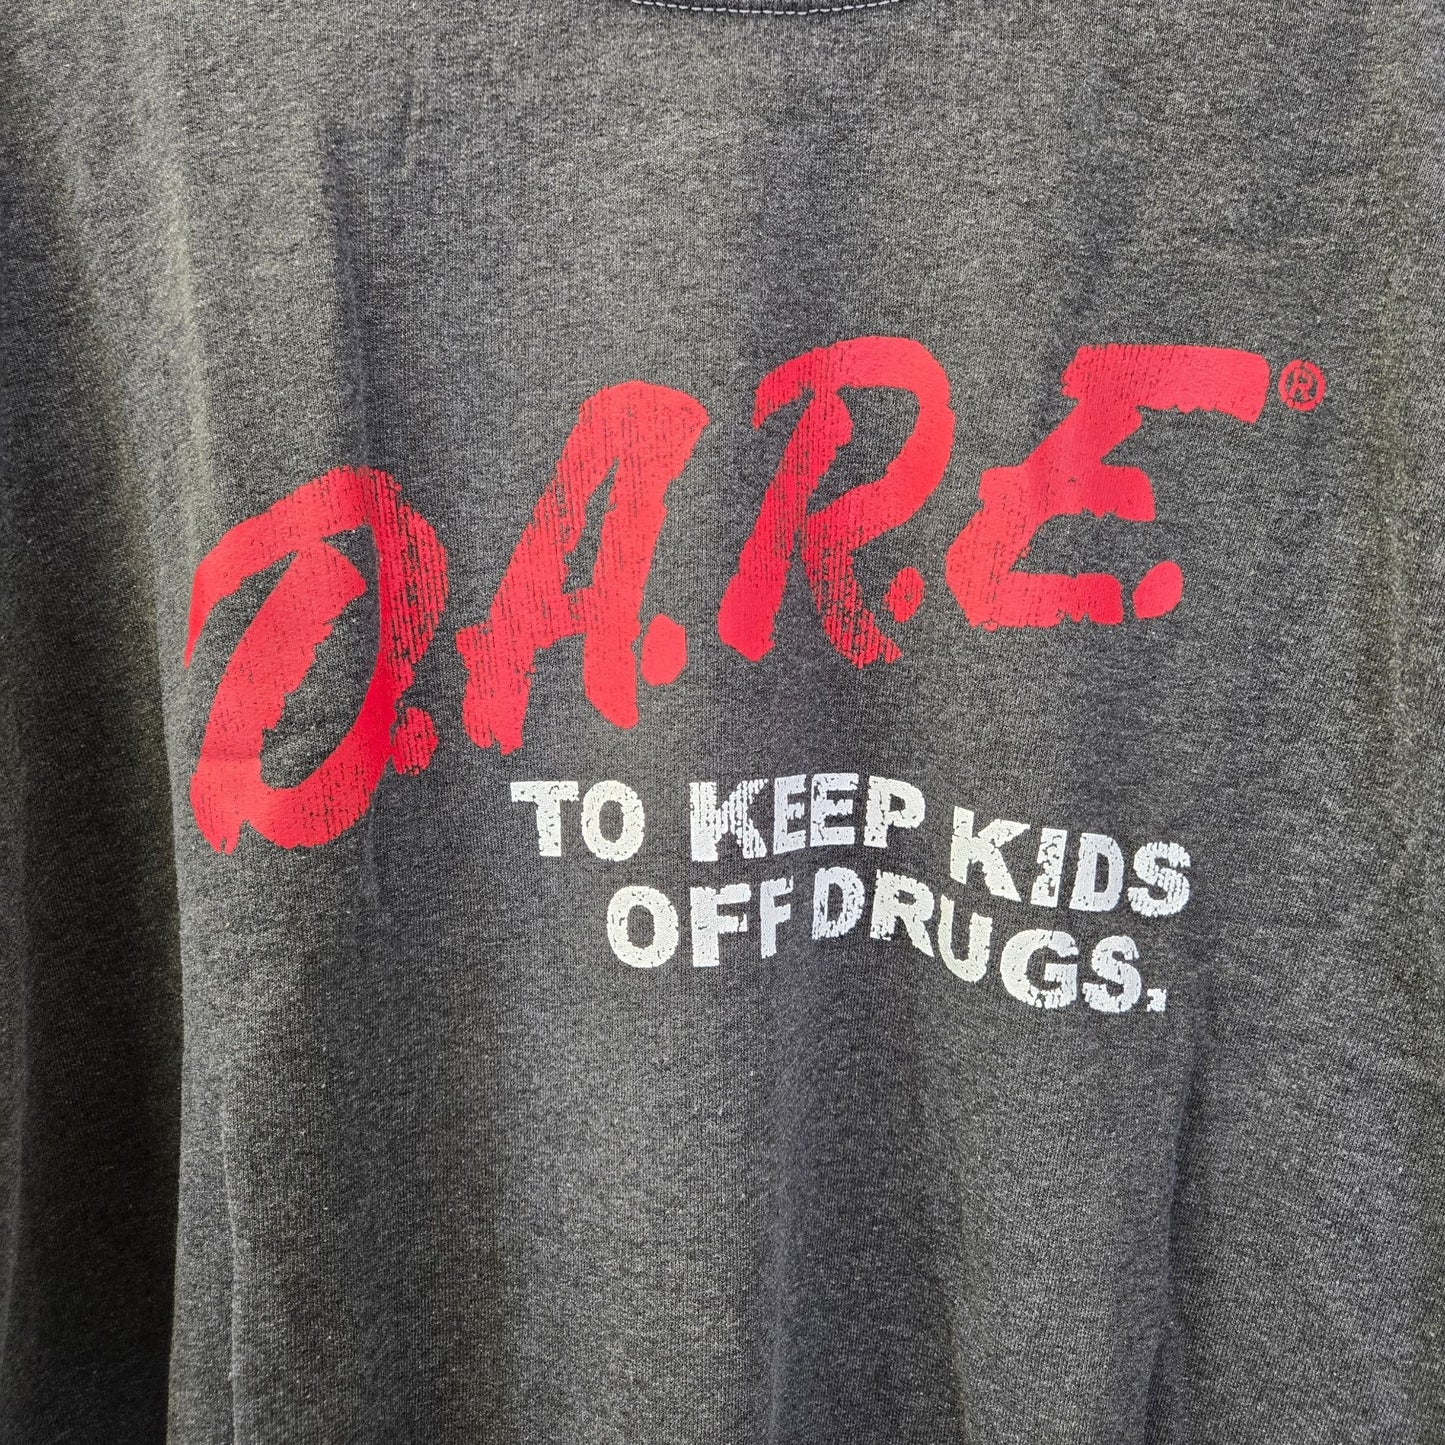 D.A.R.E.®
TO KEEP KIDS
OFF DRUGS.